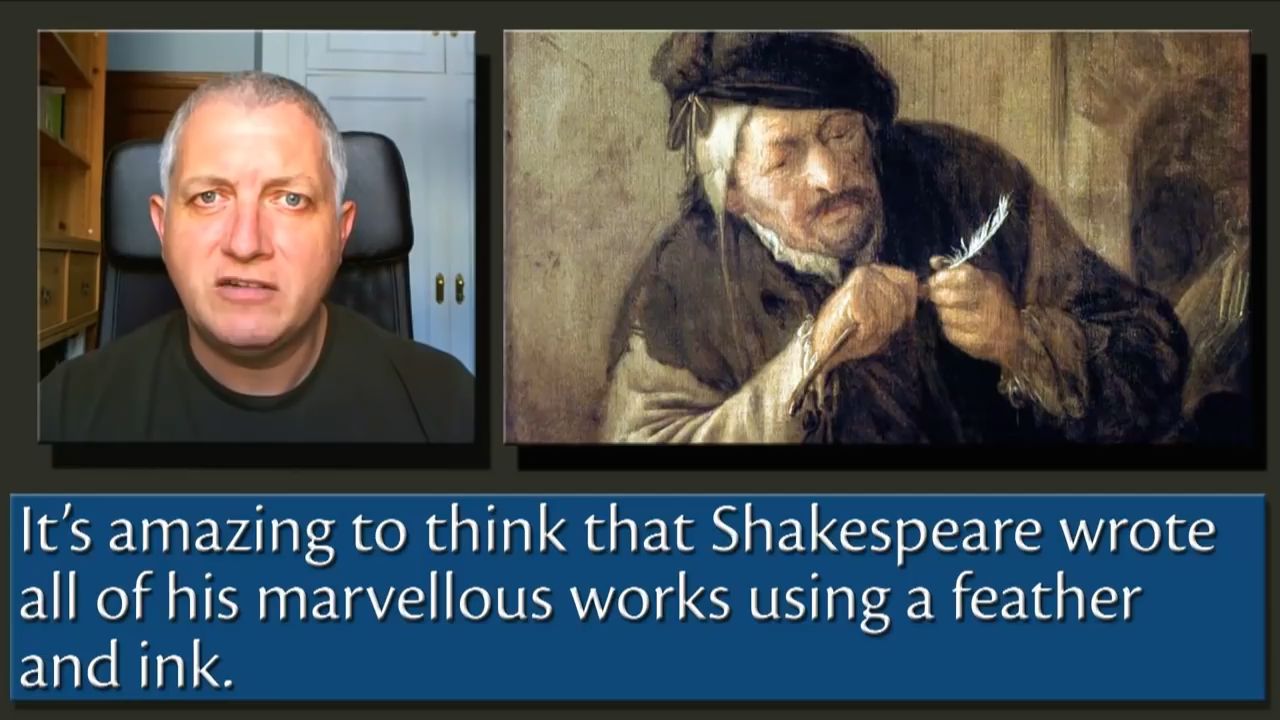 It's amazing to think that Shakespeare wrote
all of his marvellous works using a feather
and ink.